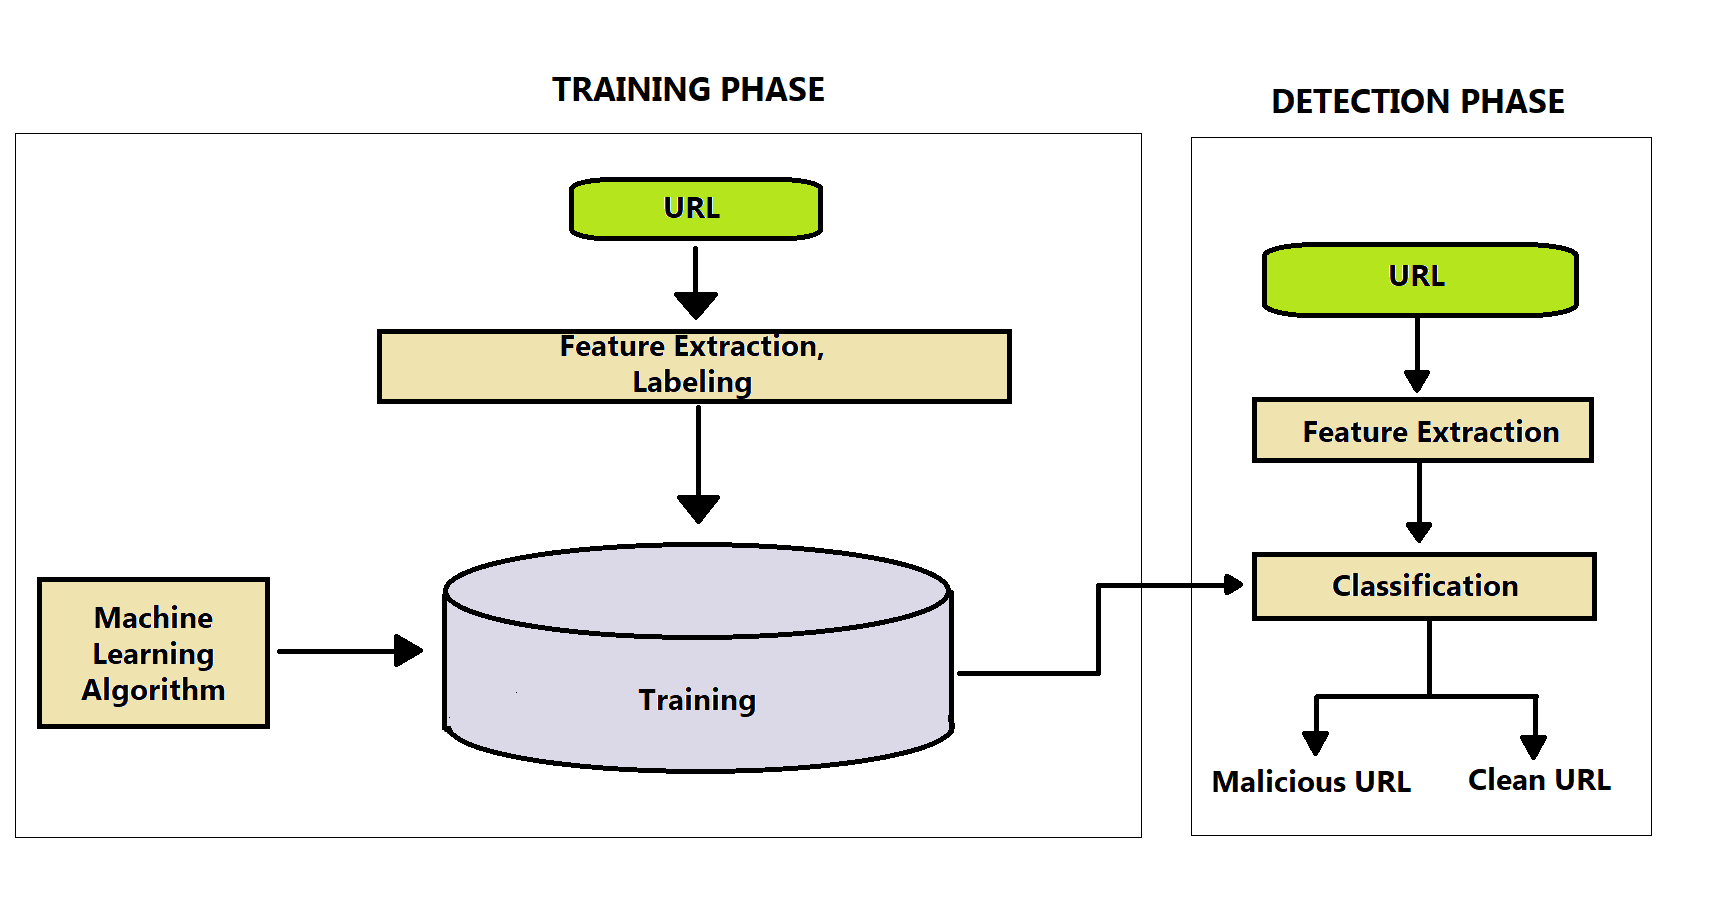 TRAINING PHASE
URL
Feature Extraction,
Labeling
Machine
Learning
Algorithm
Training
DETECTION PHASE
URL
Feature Extraction
Classification
Malicious URL
Clean URL